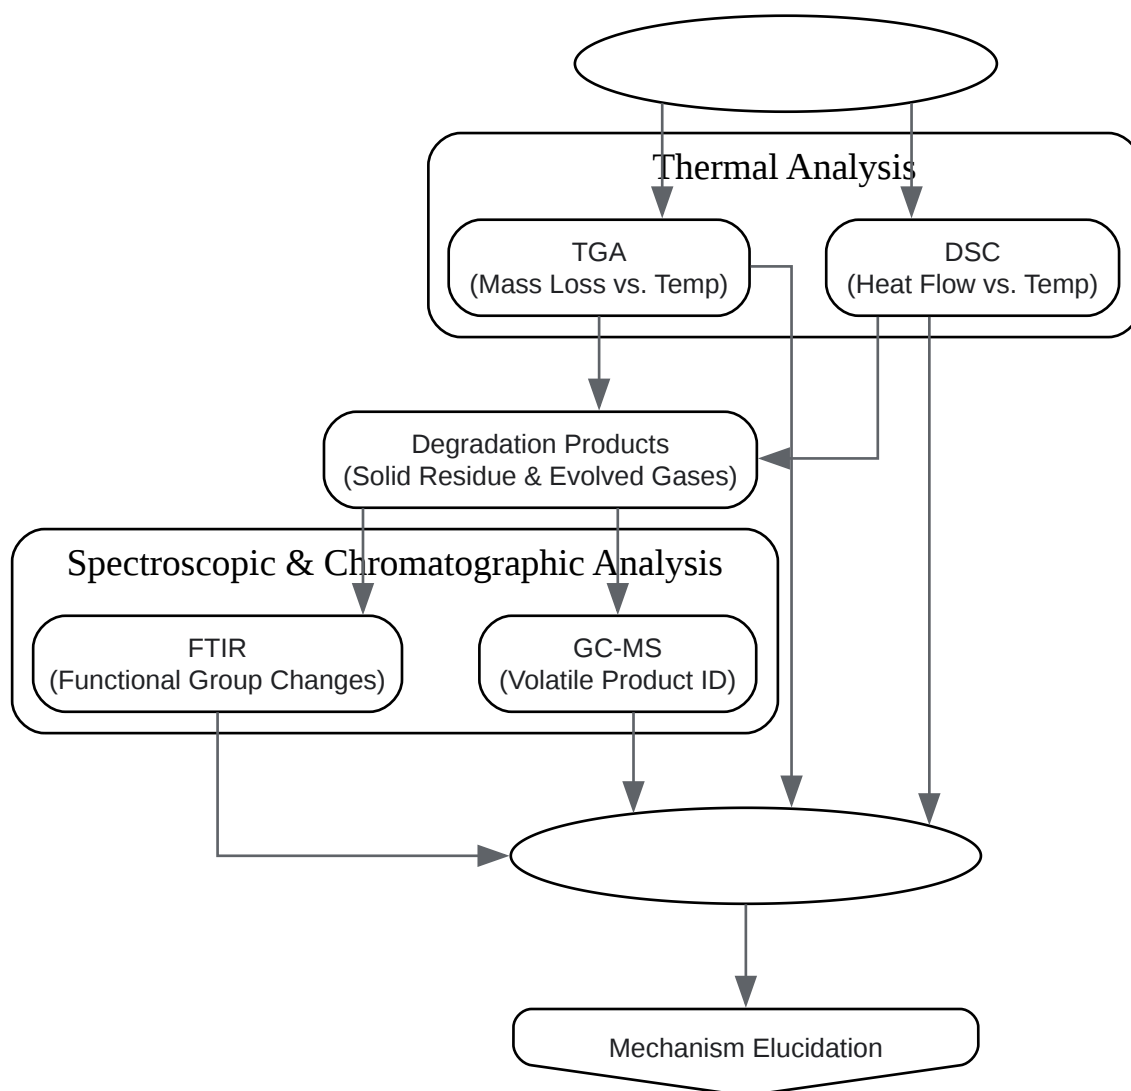 Thermal Analysis
TGA
(Mass Loss vs. Temp)
DSC
(Heat Flow vs. Temp)
Degradation Products
(Solid Residue & Evolved Gases)
Spectroscopic & Chromatographic Analysis
FTIR
(Functional Group Changes)
GC-MS
(Volatile Product ID)
Mechanism Elucidation